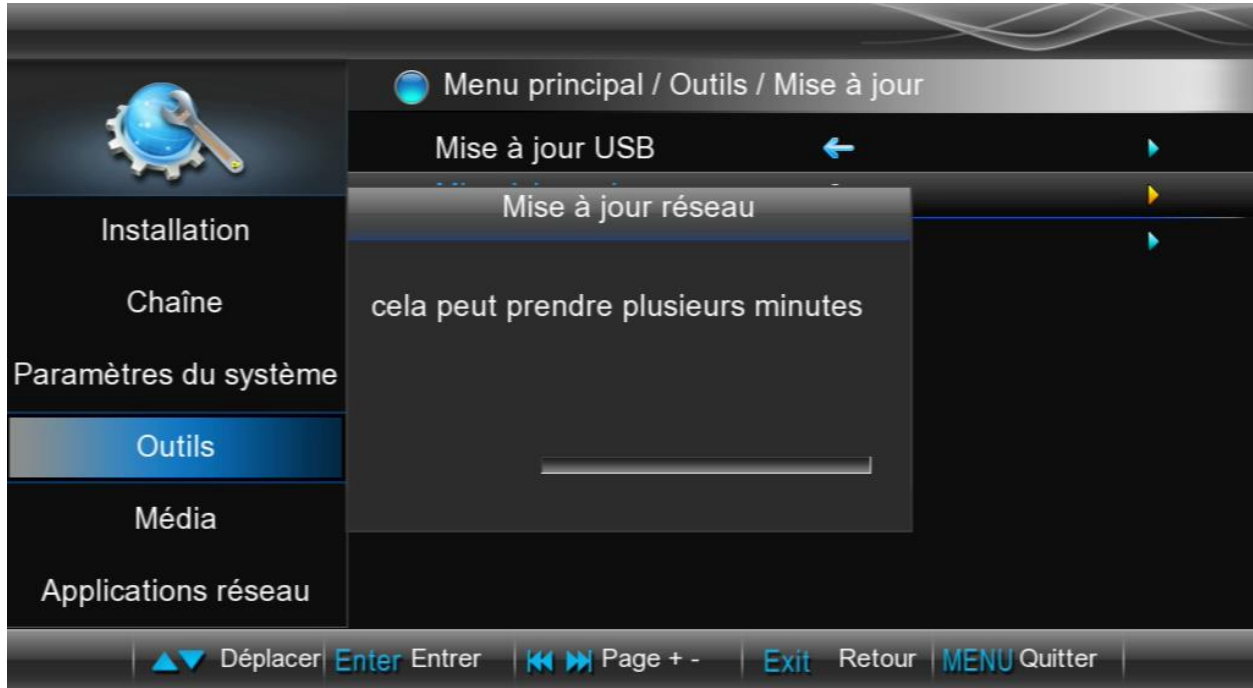 Menu principal / Outils / Mise à jour
Mise à jour USB
Mise à jour réseau
cela peut prendre plusieurs minutes
Installation
Chaîne
Paramètres du système
Outils
Média
Applications réseau
Déplacer Enter Entrer Page + - Exit Retour MENU Quitter